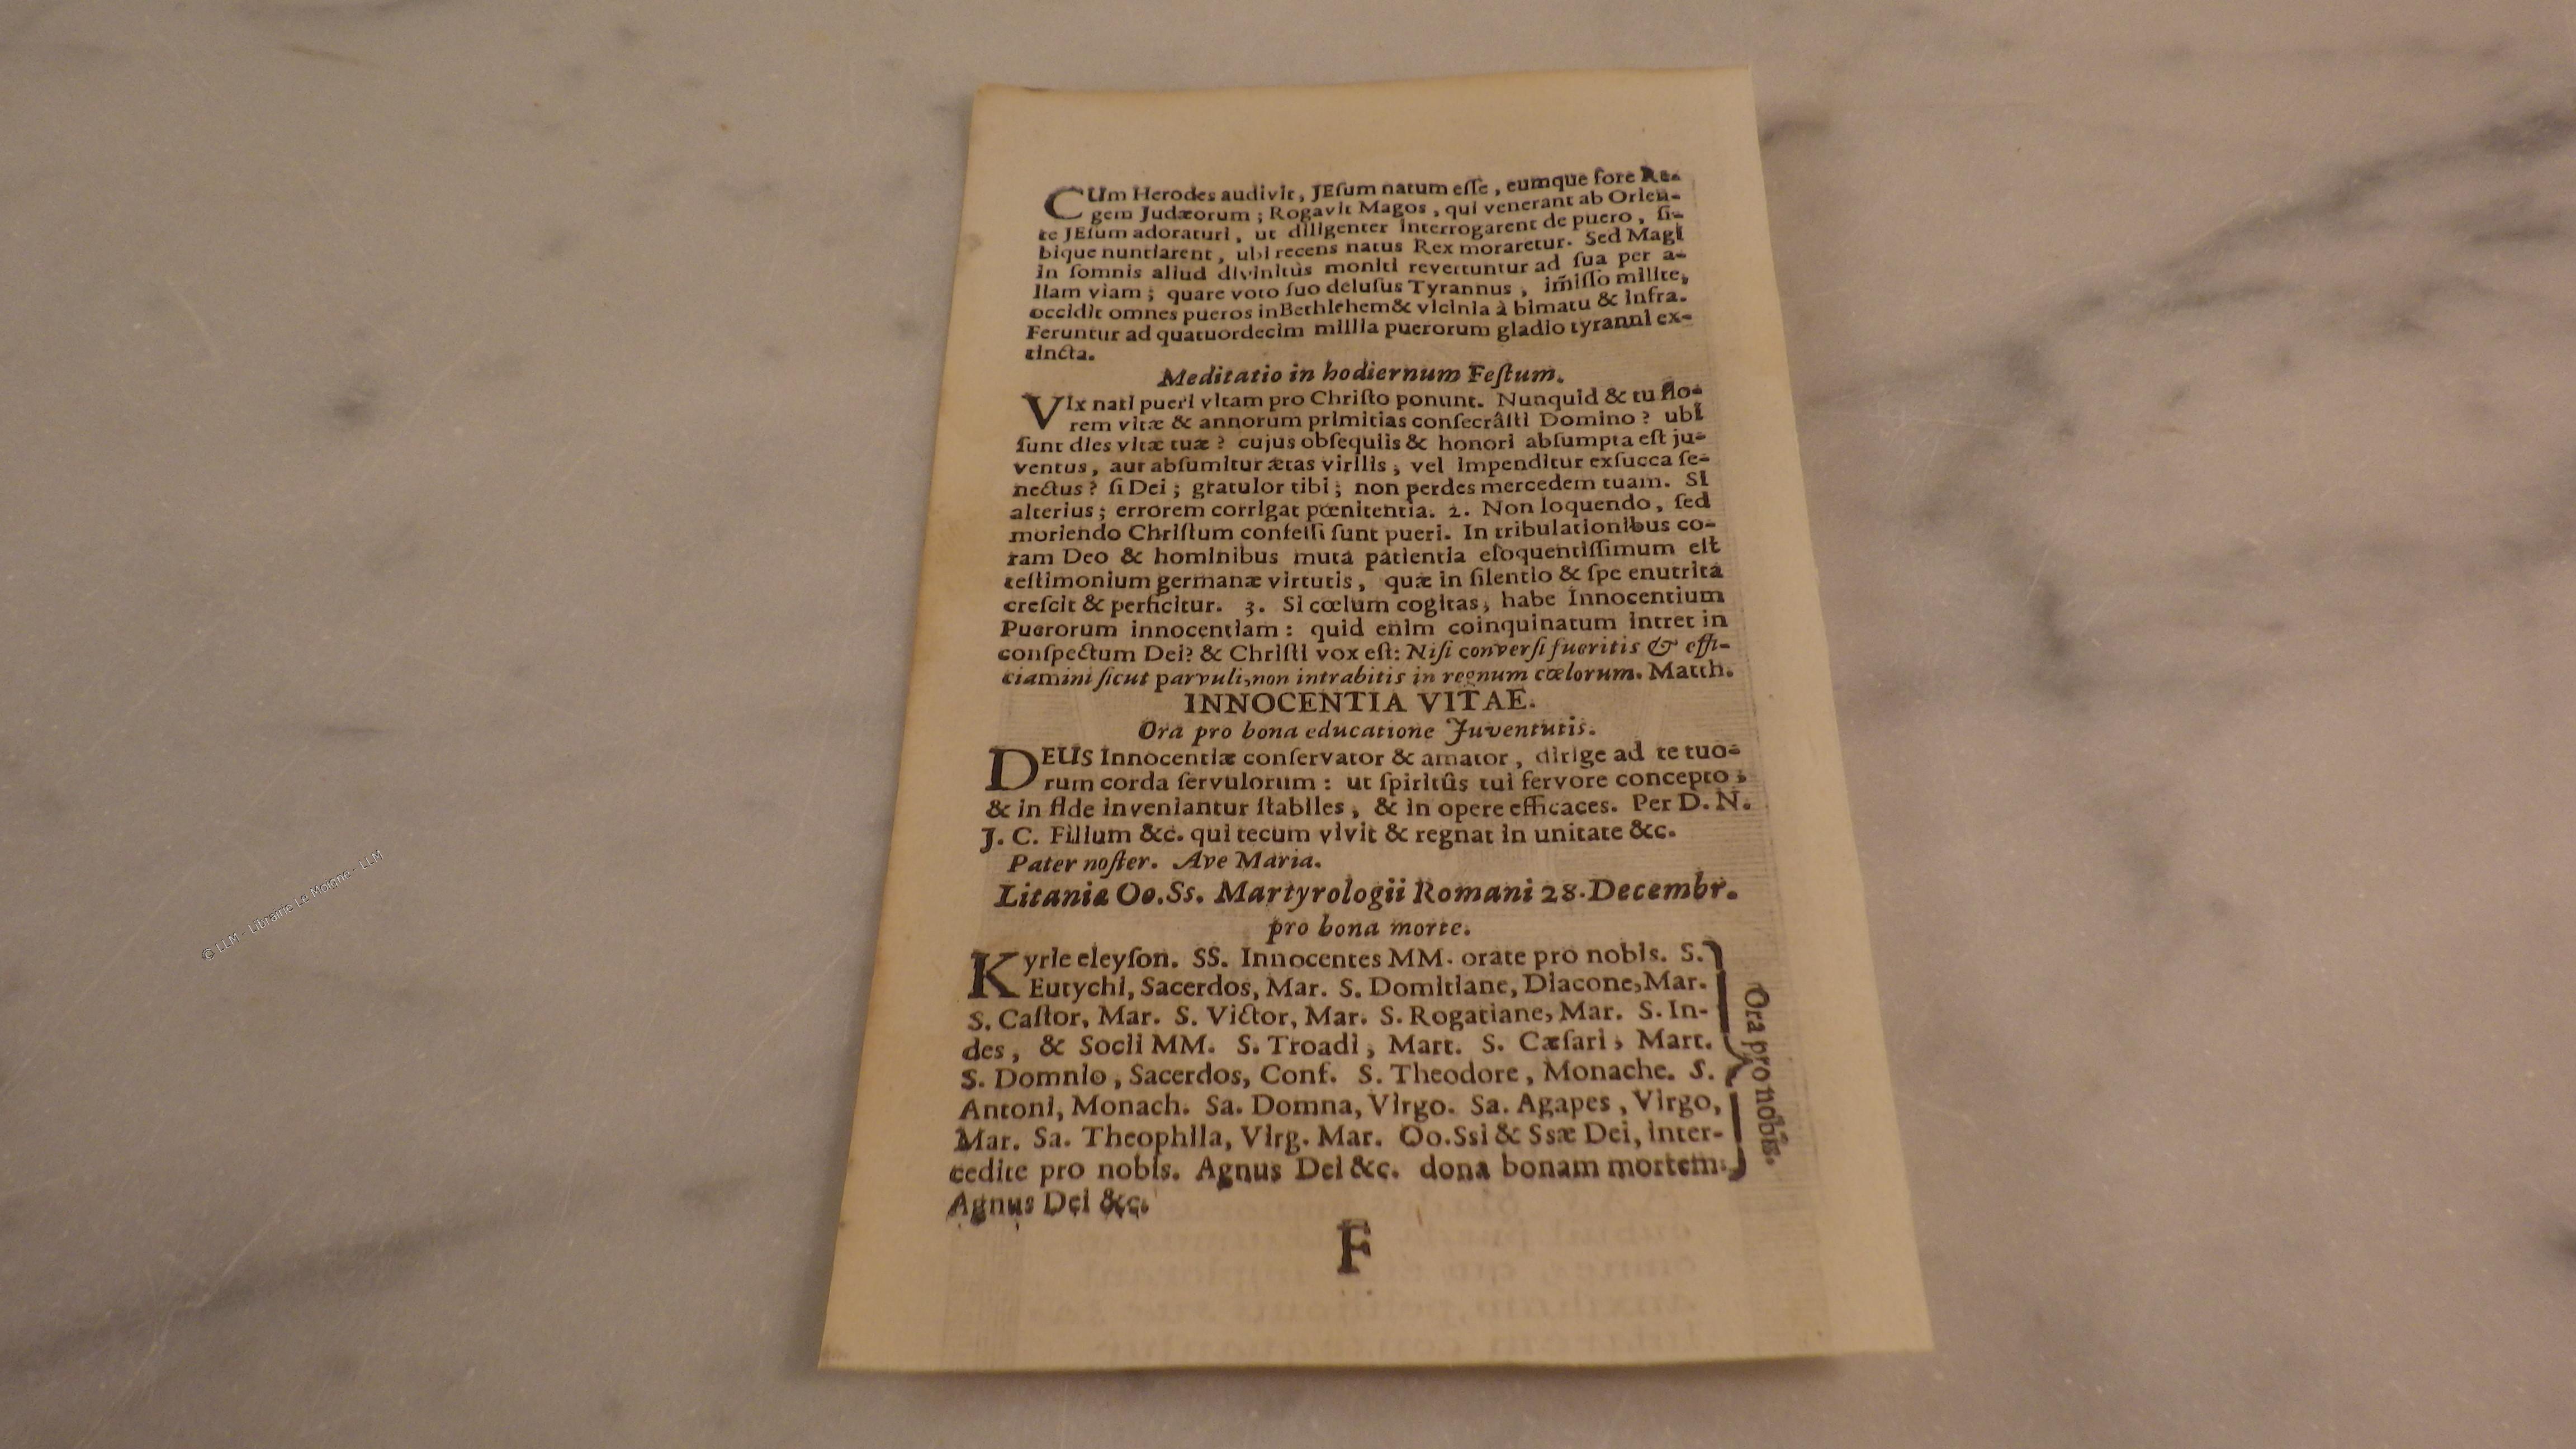 CUm Herodes audivit, JEſum natum eſſe, eumque fore Re-
gem Judæorum; Rogavit Magos, qui venerant ab Orien-
te JEſum adoraturi, ut diligenter interrogarent de puero, ſi-
bique nuntiarent, ubi recens natus Rex moraretur. Sed Magi
in ſomnis aliud divinitùs moniti revertuntur ad ſua per a-
liam viam; quare voto ſuo deluſus Tyrannus, im̃iſſo milite,
occidit omnes pueros in Bethlehem & vicinia à bimatu & infra.
Feruntur ad quatuordecim millia puerorum gladio tyranni ex-
tincta.
Meditatio in hodiernum Feſtum.
VIx nati pueri vitam pro Chriſto ponunt. Nunquid & tu flo-
rem vitæ & annorum primitias conſecrâſti Domino? ubi
ſunt dies vitæ tuæ? cujus obſequiis & honori abſumpta eſt ju-
ventus, aut abſumitur ætas virilis, vel impenditur exſucca ſe-
nectus? ſi Dei; gratulor tibi; non perdes mercedem tuam. Si
alterius; errorem corrigat pœnitentia. 2. Non loquendo, ſed
moriendo Chriſtum confeſſi ſunt pueri. In tribulationibus co-
ram Deo & hominibus muta patientia eloquentiſſimum eſt
teſtimonium germanæ virtutis, quæ in ſilentio & ſpe enutrita
creſcit & perficitur. 3. Si cœlum cogitas, habe Innocentium
Puerorum innocentiam: quid enim coinquinatum intret in
conſpectum Dei? & Chriſti vox eſt: Niſi converſi fueritis & effi-
ciamini ſicut parvuli, non intrabitis in regnum cœlorum. Matth.
INNOCENTIA VITAE.
Ora pro bona educatione Juventutis.
DEUS Innocentiæ conſervator & amator, dirige ad te tuo-
rum corda ſervulorum: ut ſpiritûs tui fervore concepto,
& in fide inveniantur ſtabiles, & in opere efficaces. Per D. N.
J. C. Filium &c. qui tecum vivit & regnat in unitate &c.
Pater noſter. Ave Maria.
Litaniæ Oo.Ss. Martyrologii Romani 28. Decembr.
pro bona morte.
Kyrie eleyſon. SS. Innocentes MM. orate pro nobis. S.
Eutychi, Sacerdos, Mar. S. Domitiane, Diacone, Mar.
S. Caſtor, Mar. S. Victor, Mar. S. Rogatiane, Mar. S. In-
des, & Socii MM. S. Troadi, Mart. S. Cæſari, Mart.
S. Domnio, Sacerdos, Conf. S. Theodore, Monache. S.
Antoni, Monach. Sa. Domna, Virgo. Sa. Agapes, Virgo,
Mar. Sa. Theophila, Virg. Mar. Oo.Ssi & Ssæ Dei, inter-
cedite pro nobis. Agnus Dei &c. dona bonam mortem.
Agnus Dei &c.
Ora pro nobis.
F
© LLM - Librairie Le Moigne - LLM